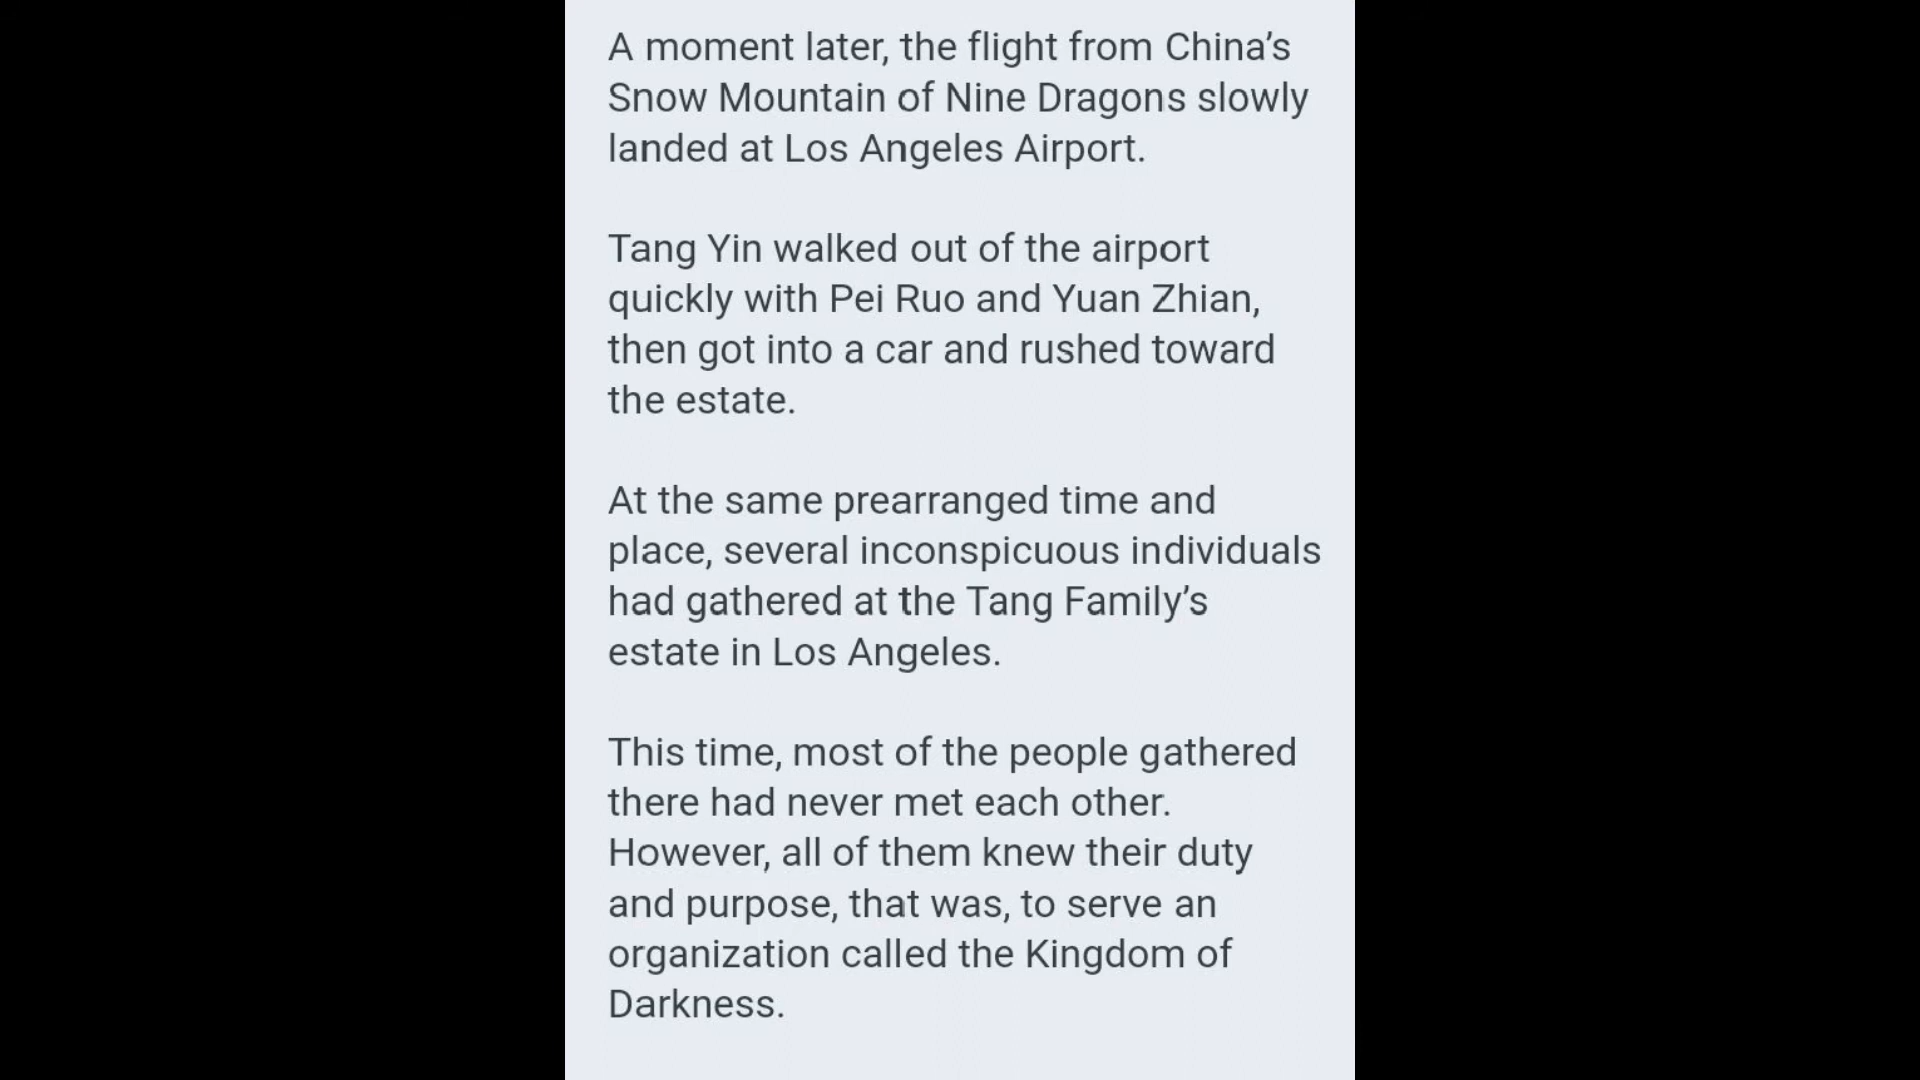 A moment later, the flight from China’s
Snow Mountain of Nine Dragons slowly
landed at Los Angeles Airport.
Tang Yin walked out of the airport
quickly with Pei Ruo and Yuan Zhian,
then got into a car and rushed toward
the estate.
At the same prearranged time and
place, several inconspicuous individuals
had gathered at the Tang Family’s
estate in Los Angeles.
This time, most of the people gathered
there had never met each other.
However, all of them knew their duty
and purpose, that was, to serve an
organization called the Kingdom of
Darkness.